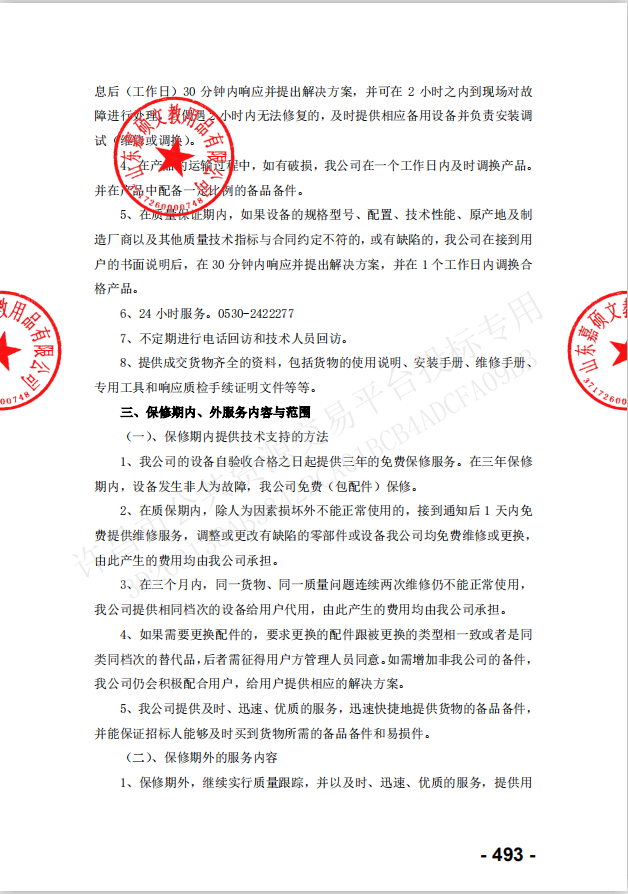 息后（工作日）30 分钟内响应并提出解决方案，并可在 2 小时之内到现场对故
障进行处理，若偶遇 2 小时内无法修复的，及时提供相应备用设备并负责安装调
试（维修或调换）。
4、在产品的运输过程中，如有破损，我公司在一个工作日内及时调换产品。
并在产品中配备一定比例的备品备件。
5、在质量保证期内，如果设备的规格型号、配置、技术性能、原产地及制
造厂商以及其他质量技术指标与合同约定不符的，或有缺陷的，我公司在接到用
户的书面说明后，在 30 分钟内响应并提出解决方案，并在 1 个工作日内调换合
格产品。
6、24 小时服务。0530-2422277
7、不定期进行电话回访和技术人员回访。
8、提供成交货物齐全的资料，包括货物的使用说明、安装手册、维修手册、
专用工具和响应质检手续证明文件等等。
三、保修期内、外服务内容与范围
（一）、保修期内提供技术支持的方法
1、我公司的设备自验收合格之日起提供三年的免费保修服务。在三年保修
期内，设备发生非人为故障，我公司免费（包配件）保修。
2、在质保期内，除人为因素损坏外不能正常使用的，接到通知后 1 天内免
费提供维修服务，调整或更改有缺陷的零部件或设备我公司均免费维修或更换，
由此产生的费用均由我公司承担。
3、在三个月内，同一货物、同一质量问题连续两次维修仍不能正常使用，
我公司提供相同档次的设备给用户代用，由此产生的费用均由我公司承担。
4、如果需要更换配件的，要求更换的配件跟被更换的类型相一致或者是同
类同档次的替代品，后者需征得用户方管理人员同意。如需增加非我公司的备件，
我公司仍会积极配合用户，给用户提供相应的解决方案。
5、我公司提供及时、迅速、优质的服务，迅速快捷地提供货物的备品备件，
并能保证招标人能够及时买到货物所需的备品备件和易损件。
（二）、保修期外的服务内容
1、保修期外，继续实行质量跟踪，并以及时、迅速、优质的服务，提供用
- 493 -
山东嘉硕文教用品有限公司
3717260000748
教用品有限公司
00748
山东嘉硕文
3717260